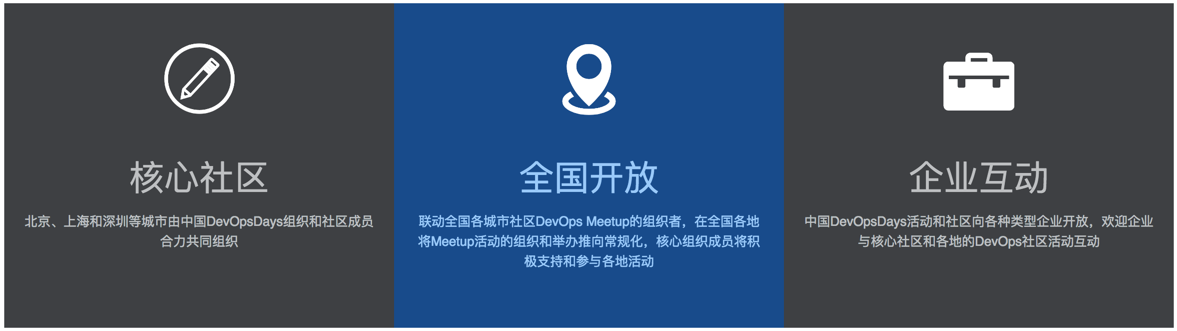 核心社区
北京、上海和深圳等城市由中国DevOpsDays组织和社区成员
合力共同组织
全国开放
联动全国各城市社区DevOps Meetup的组织者，在全国各地
将Meetup活动的组织和举办推向常规化，核心组织成员将积
极支持和参与各地活动
企业互动
中国DevOpsDays活动和社区向各种类型企业开放，欢迎企业
与核心社区和各地的DevOps社区活动互动